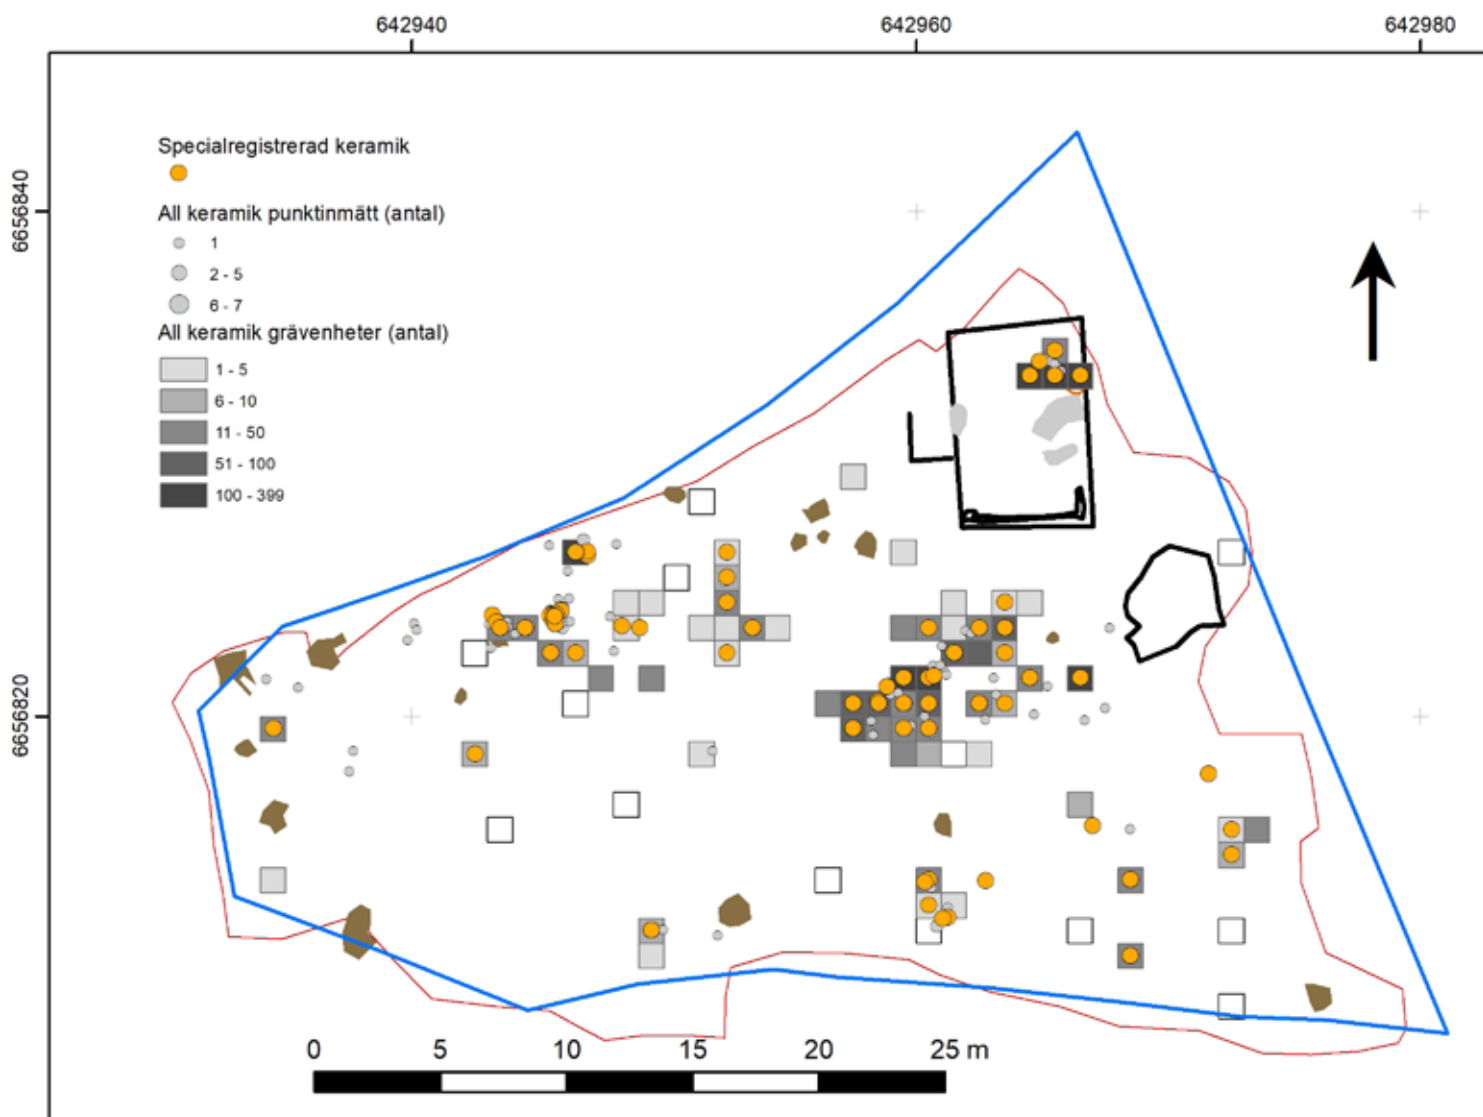 642940 642960 642980
6656840
6656820
Specialregistrerad keramik
All keramik punktinmätt (antal)
1
2 - 5
6 - 7
All keramik grävenheter (antal)
1 - 5
6 - 10
11 - 50
51 - 100
100 - 399
0 5 10 15 20 25 m